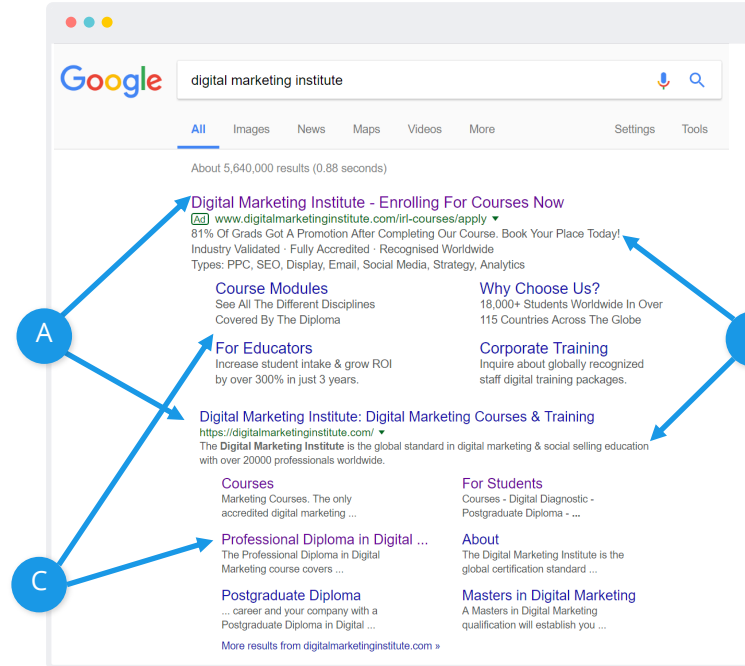 Google
digital marketing institute
All Images News Maps Videos More Settings Tools
About 5,640,000 results (0.88 seconds)
Digital Marketing Institute - Enrolling For Courses Now
Ad www.digitalmarketinginstitute.com/irl-courses/apply
81% Of Grads Got A Promotion After Completing Our Course. Book Your Place Today!
Industry Validated · Fully Accredited · Recognised Worldwide
Types: PPC, SEO, Display, Email, Social Media, Strategy, Analytics
Course Modules
See All The Different Disciplines
Covered By The Diploma
Why Choose Us?
18,000+ Students Worldwide In Over
115 Countries Across The Globe
A
For Educators
Increase student intake & grow ROI
by over 300% in just 3 years.
Corporate Training
Inquire about globally recognized
staff digital training packages.
Digital Marketing Institute: Digital Marketing Courses & Training
https://digitalmarketinginstitute.com/
The Digital Marketing Institute is the global standard in digital marketing & social selling education
with over 20000 professionals worldwide.
Courses
Marketing Courses. The only
accredited digital marketing ...
For Students
Courses - Digital Diagnostic -
Postgraduate Diploma - ...
Professional Diploma in Digital ...
The Professional Diploma in Digital
Marketing course covers ...
About
The Digital Marketing Institute is the
global certification standard ...
C
Postgraduate Diploma
... career and your company with a
Postgraduate Diploma in Digital ...
Masters in Digital Marketing
A Masters in Digital Marketing
qualification will establish you ...
More results from digitalmarketinginstitute.com »